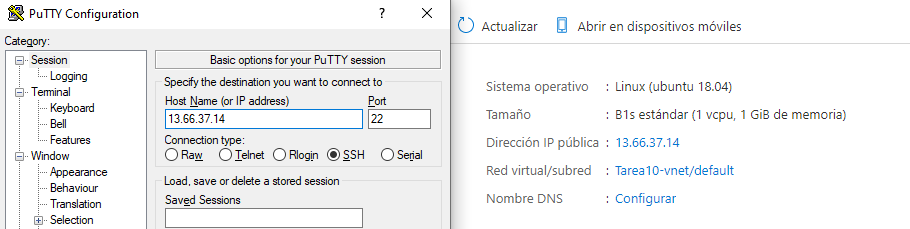 PuTTY Configuration
?
Category:
Session
Logging
Terminal
Keyboard
Bell
Features
Window
Appearance
Behaviour
Translation
Selection
Basic options for your PuTTY session
Specify the destination you want to connect to
Host Name (or IP address) Port
13.66.37.14 22
Connection type:
Raw Telnet Rlogin SSH Serial
Load, save or delete a stored session
Saved Sessions
Actualizar Abrir en dispositivos móviles
Sistema operativo : Linux (ubuntu 18.04)
Tamaño : B1s estándar (1 vcpu, 1 GiB de memoria)
Dirección IP pública : 13.66.37.14
Red virtual/subred : Tarea10-vnet/default
Nombre DNS : Configurar